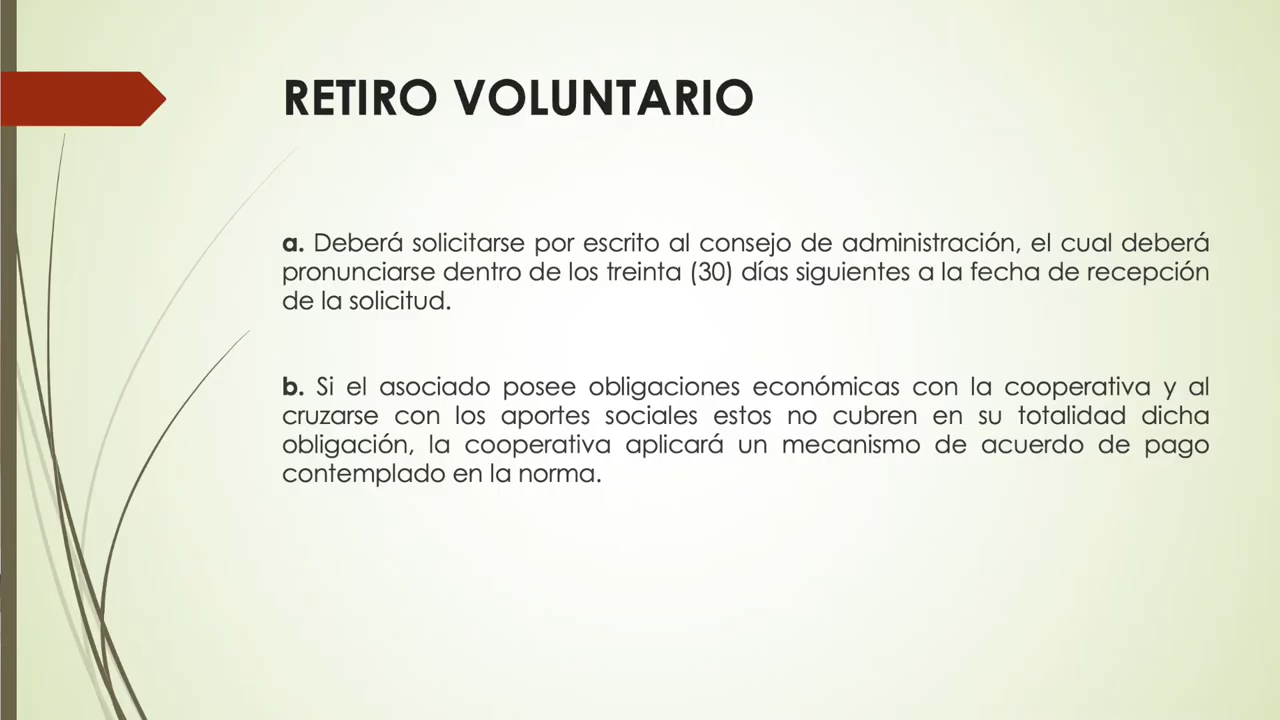 RETIRO VOLUNTARIO
a. Deberá solicitarse por escrito al consejo de administración, el cual deberá
pronunciarse dentro de los treinta (30) días siguientes a la fecha de recepción
de la solicitud.
b. Si el asociado posee obligaciones económicas con la cooperativa y al
cruzarse con los aportes sociales estos no cubren en su totalidad dicha
obligación, la cooperativa aplicará un mecanismo de acuerdo de pago
contemplado en la norma.